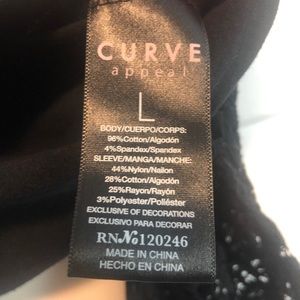 CURVE
appeal
L
BODY/CUERPO/CORPS:
96%Cotton/Algodón
4%Spandex/Spandex
SLEEVE/MANGA/MANCHE:
44%Nylon/Nailon
28%Cotton/Algodón
25%Rayon/Rayón
3%Polyester/Poliéster
EXCLUSIVE OF DECORATIONS
EXCLUSIVO PARA DECORAR
RN№120246
MADE IN CHINA
HECHO EN CHINA